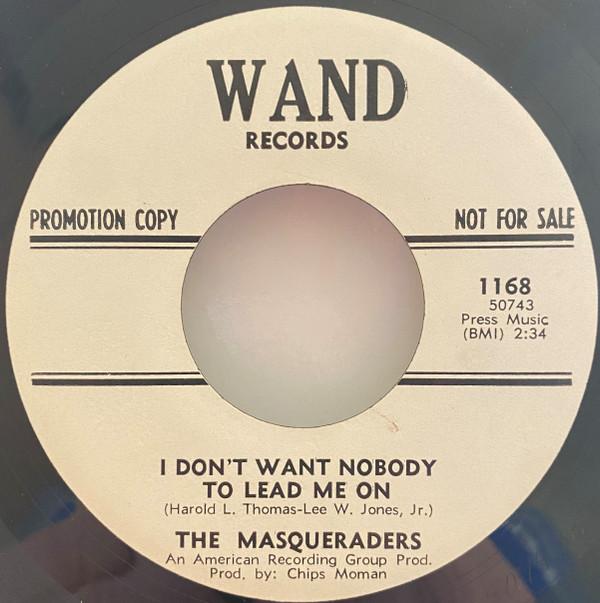 WAND
RECORDS
PROMOTION COPY
NOT FOR SALE
1168
50743
Press Music
(BMI) 2:34
I DON'T WANT NOBODY
TO LEAD ME ON
(Harold L. Thomas-Lee W. Jones, Jr.)
THE MASQUERADERS
An American Recording Group Prod.
Prod. by: Chips Moman